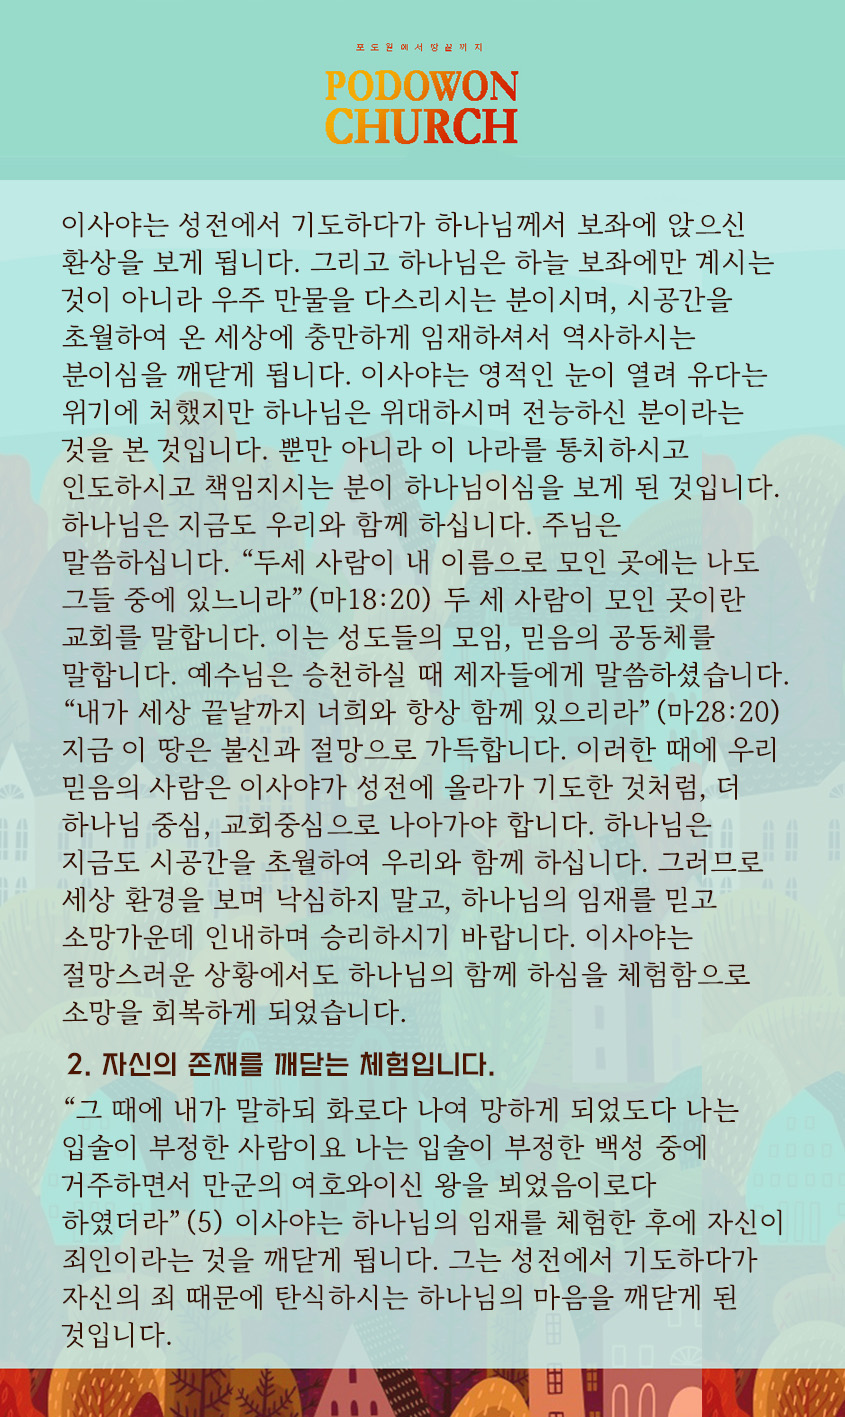 포도원에서땅끝까지
PODOWON
CHURCH
이사야는 성전에서 기도하다가 하나님께서 보좌에 앉으신
환상을 보게 됩니다. 그리고 하나님은 하늘 보좌에만 계시는
것이 아니라 우주 만물을 다스리시는 분이시며, 시공간을
초월하여 온 세상에 충만하게 임재하셔서 역사하시는
분이심을 깨닫게 됩니다. 이사야는 영적인 눈이 열려 유다는
위기에 처했지만 하나님은 위대하시며 전능하신 분이라는
것을 본 것입니다. 뿐만 아니라 이 나라를 통치하시고
인도하시고 책임지시는 분이 하나님이심을 보게 된 것입니다.
하나님은 지금도 우리와 함께 하십니다. 주님은
말씀하십니다. “두세 사람이 내 이름으로 모인 곳에는 나도
그들 중에 있느니라”(마18:20) 두 세 사람이 모인 곳이란
교회를 말합니다. 이는 성도들의 모임, 믿음의 공동체를
말합니다. 예수님은 승천하실 때 제자들에게 말씀하셨습니다.
“내가 세상 끝날까지 너희와 항상 함께 있으리라”(마28:20)
지금 이 땅은 불신과 절망으로 가득합니다. 이러한 때에 우리
믿음의 사람은 이사야가 성전에 올라가 기도한 것처럼, 더
하나님 중심, 교회중심으로 나아가야 합니다. 하나님은
지금도 시공간을 초월하여 우리와 함께 하십니다. 그러므로
세상 환경을 보며 낙심하지 말고, 하나님의 임재를 믿고
소망가운데 인내하며 승리하시기 바랍니다. 이사야는
절망스러운 상황에서도 하나님의 함께 하심을 체험함으로
소망을 회복하게 되었습니다.
2. 자신의 존재를 깨닫는 체험입니다.
“그 때에 내가 말하되 화로다 나여 망하게 되었도다 나는
입술이 부정한 사람이요 나는 입술이 부정한 백성 중에
거주하면서 만군의 여호와이신 왕을 뵈었음이로다
하였더라”(5) 이사야는 하나님의 임재를 체험한 후에 자신이
죄인이라는 것을 깨닫게 됩니다. 그는 성전에서 기도하다가
자신의 죄 때문에 탄식하시는 하나님의 마음을 깨닫게 된
것입니다.